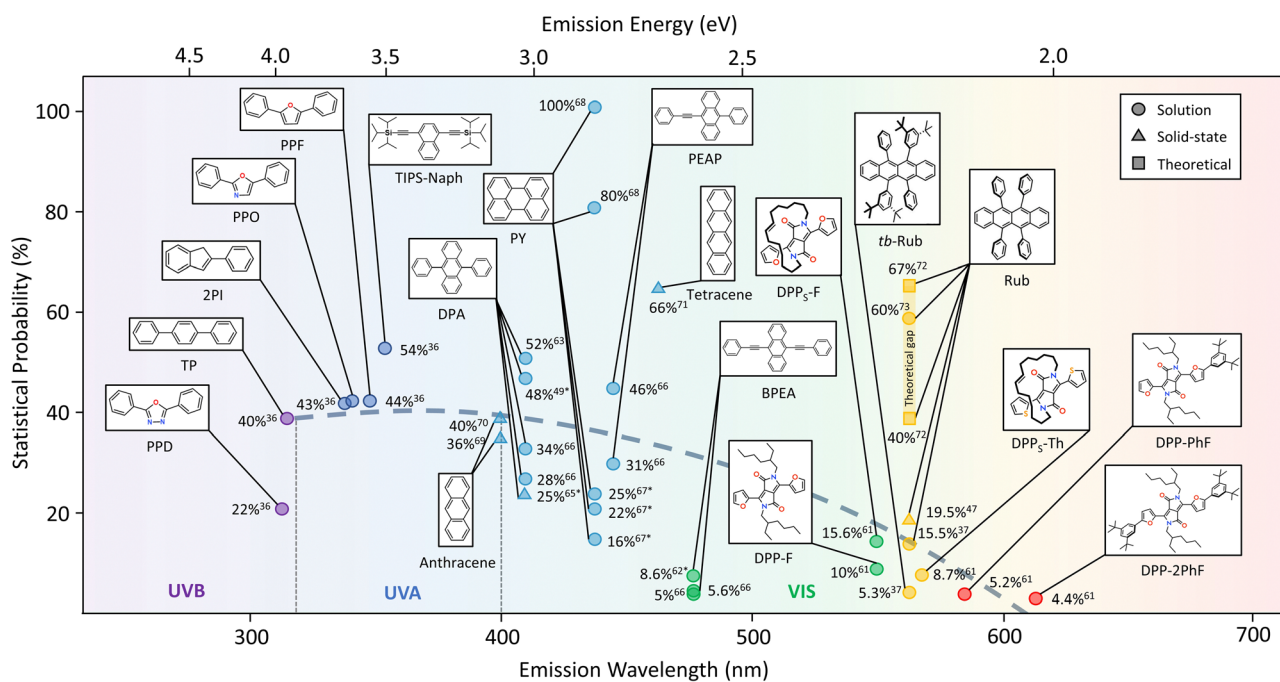 Emission Energy (eV)
4.5 4.0 3.5 3.0 2.5 2.0
Statistical Probability (%)
100
80
60
40
20
Solution
Solid-state
Theoretical
PPF
PPO
2PI
TP
PPD
TIPS-Naph
Si
Si
DPA
PY
PEAP
Tetracene
Anthracene
BPEA
DPPS-F
tb-Rub
Rub
DPPS-Th
DPP-F
DPP-PhF
DPP-2PhF
100%68
80%68
54%36
43%36
44%36
40%36
22%36
52%63
48%49*
40%70
36%69
34%66
28%66
25%65*
46%66
31%66
25%67*
22%67*
16%67*
66%71
67%72
60%73
Theoretical gap
40%72
19.5%47
15.6%61
15.5%37
10%61
8.7%61
8.6%62*
5%66
5.6%66
5.3%37
5.2%61
4.4%61
UVB
UVA
VIS
300 400 500 600 700
Emission Wavelength (nm)